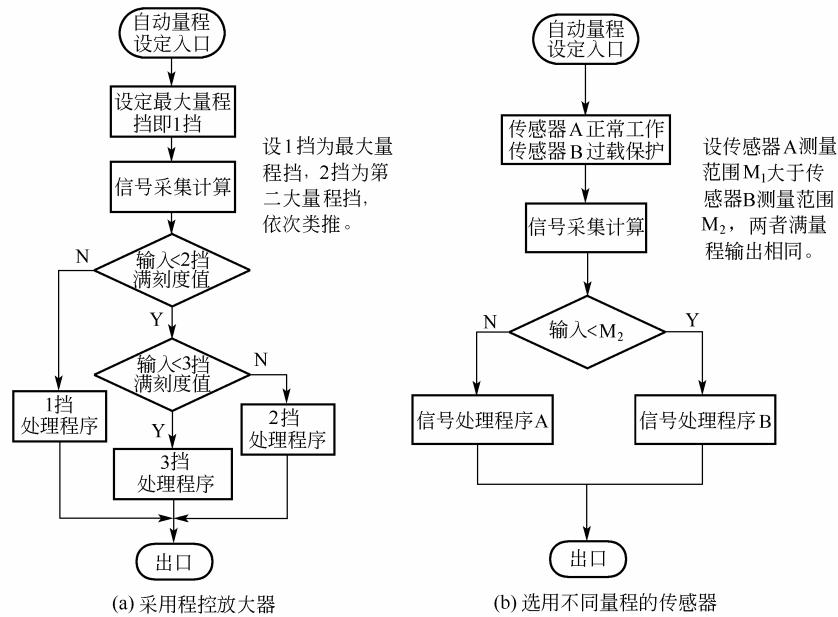 自动量程
设定入口
设定最大量程
挡即1挡
信号采集计算
设1挡为最大量
程挡，2挡为第
二大量程挡，
依次类推。
输入<2挡
满刻度值
N
Y
输入<3挡
满刻度值
N
Y
1挡
处理程序
2挡
处理程序
3挡
处理程序
出口
(a) 采用程控放大器
自动量程
设定入口
传感器A正常工作
传感器B过载保护
信号采集计算
设传感器A测量
范围M1大于传
感器B测量范围
M2，两者满量
程输出相同。
输入<M2
N
Y
信号处理程序A
信号处理程序B
出口
(b) 选用不同量程的传感器